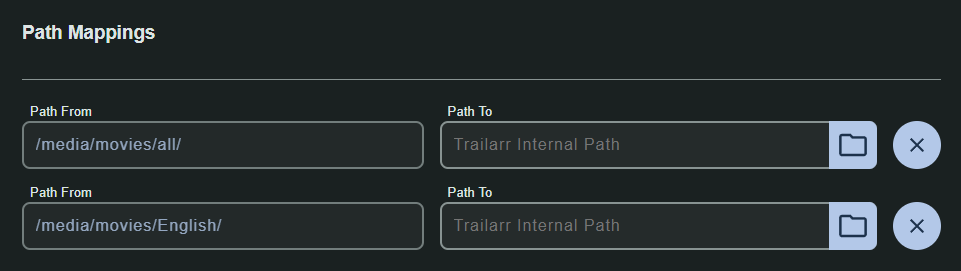 Path Mappings
Path From
Path To
/media/movies/all/
Trailarr Internal Path
Path From
Path To
/media/movies/English/
Trailarr Internal Path